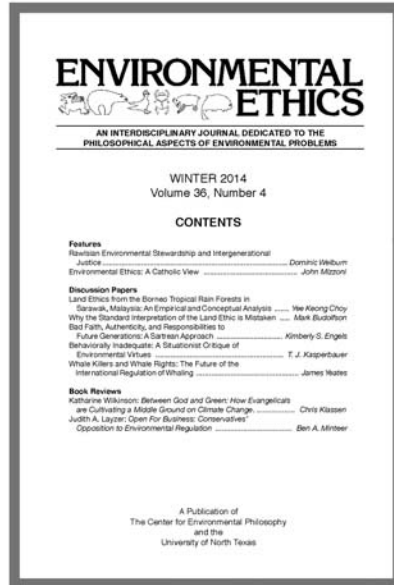 ENVIRONMENTAL
ETHICS
AN INTERDISCIPLINARY JOURNAL DEDICATED TO THE
PHILOSOPHICAL ASPECTS OF ENVIRONMENTAL PROBLEMS
WINTER 2014
Volume 36, Number 4
CONTENTS
Features
Rawlsian Environmental Stewardship and Intergenerational
Justice ........ Dominic Welburn
Environmental Ethics: A Catholic View ........ John Mizzoni
Discussion Papers
Land Ethics from the Borneo Tropical Rain Forests in
Sarawak, Malaysia: An Empirical and Conceptual Analysis ..... Yee Keong Choy
Why the Standard Interpretation of the Land Ethic is Mistaken ..... Mark Budolfson
Bad Faith, Authenticity, and Responsibilities to
Future Generations: A Sartrean Approach ........ Kimberly S. Engels
Behaviorally Inadequate: A Situationist Critique of
Environmental Virtues ........ T. J. Kasperbauer
Whale Killers and Whale Rights: The Future of the
International Regulation of Whaling ........ James Yeates
Book Reviews
Katharine Wilkinson: Between God and Green: How Evangelicals
are Cultivating a Middle Ground on Climate Change. ........ Chris Klassen
Judith A. Layzer: Open For Business: Conservatives'
Opposition to Environmental Regulation ........ Ben A. Minteer
A Publication of
The Center for Environmental Philosophy
and the
University of North Texas